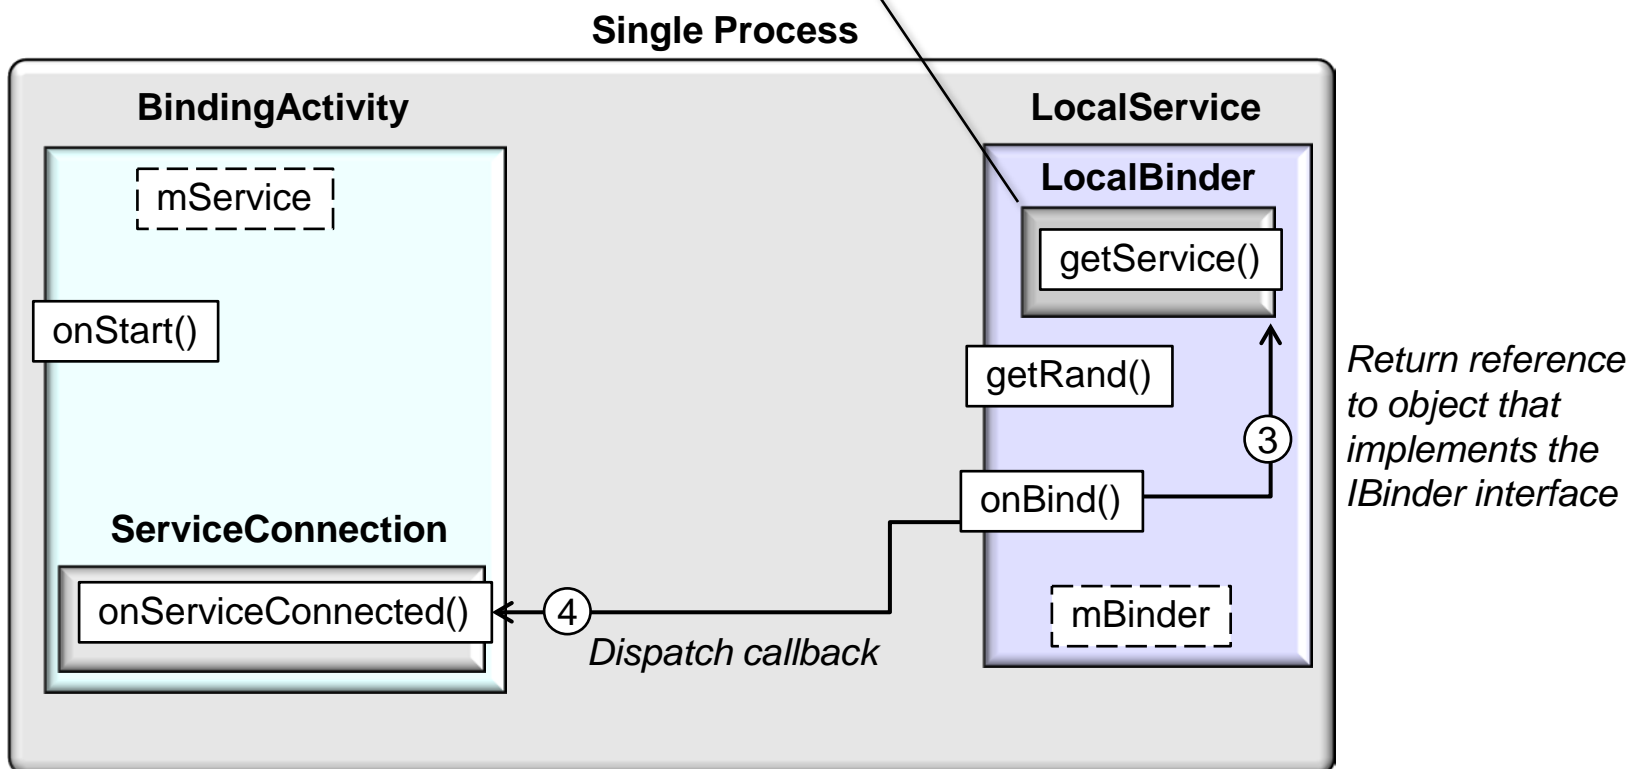 Single Process
BindingActivity
LocalService
mService
LocalBinder
getService()
onStart()
getRand()
Return reference
to object that
implements the
IBinder interface
3
onBind()
ServiceConnection
onServiceConnected()
4
Dispatch callback
mBinder